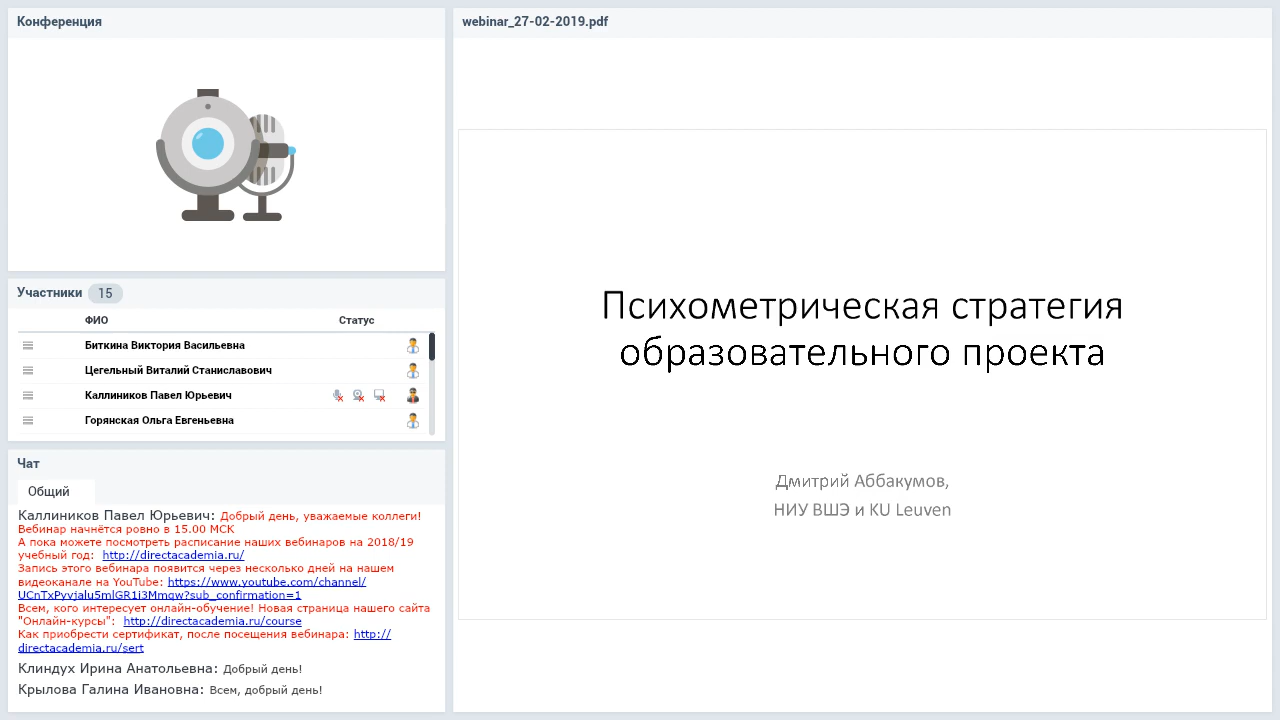 Конференция
webinar_27-02-2019.pdf
Участники 15
ФИО Статус
Биткина Виктория Васильевна
Цегельный Виталий Станиславович
Каллиников Павел Юрьевич
Горянская Ольга Евгеньевна
Чат
Общий
Каллиников Павел Юрьевич: Добрый день, уважаемые коллеги!
Вебинар начнётся ровно в 15.00 МСК
А пока можете посмотреть расписание наших вебинаров на 2018/19
учебный год: http://directacademia.ru/
Запись этого вебинара появится через несколько дней на нашем
видеоканале на YouTube: https://www.youtube.com/channel/
UCnTxPyvjalu5mlGR1i3Mmqw?sub_confirmation=1
Всем, кого интересует онлайн-обучение! Новая страница нашего сайта
"Онлайн-курсы": http://directacademia.ru/course
Как приобрести сертификат, после посещения вебинара: http://
directacademia.ru/sert
Клиндух Ирина Анатольевна: Добрый день!
Крылова Галина Ивановна: Всем, добрый день!
Психометрическая стратегия
образовательного проекта
Дмитрий Аббакумов,
НИУ ВШЭ и KU Leuven